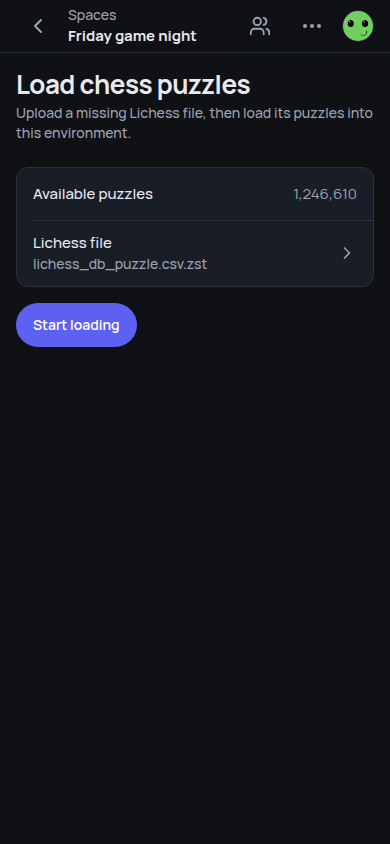 Spaces
Friday game night
Load chess puzzles
Upload a missing Lichess file, then load its puzzles into
this environment.
Available puzzles 1,246,610
Lichess file
lichess_db_puzzle.csv.zst
Start loading